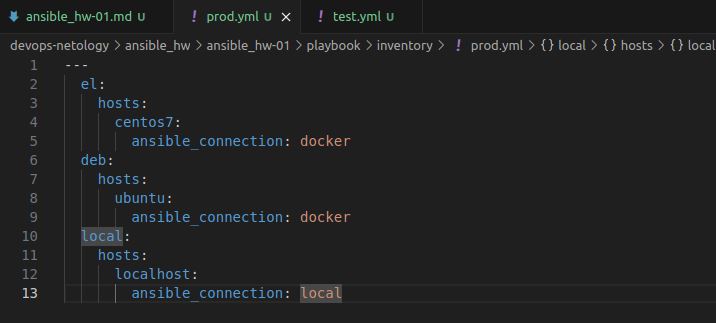 ansible_hw-01.md U ! prod.yml U × ! test.yml U
devops-netology > ansible_hw > ansible_hw-01 > playbook > inventory > ! prod.yml > {} local > {} hosts > {} local
1 ---
2   el:
3     hosts:
4       centos7:
5         ansible_connection: docker
6   deb:
7     hosts:
8       ubuntu:
9         ansible_connection: docker
10   local:
11     hosts:
12       localhost:
13         ansible_connection: local